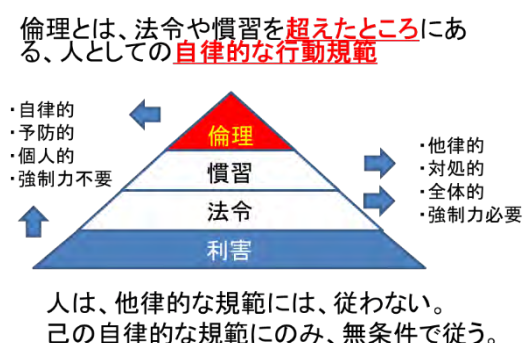 倫理とは、法令や慣習を超えたところにあ
る、人としての自律的な行動規範
・自律的
・予防的
・個人的
・強制力不要
倫理
慣習
法令
利害
・他律的
・対処的
・全体的
・強制力必要
人は、他律的な規範には、従わない。
己の自律的な規範にのみ、無条件で従う。